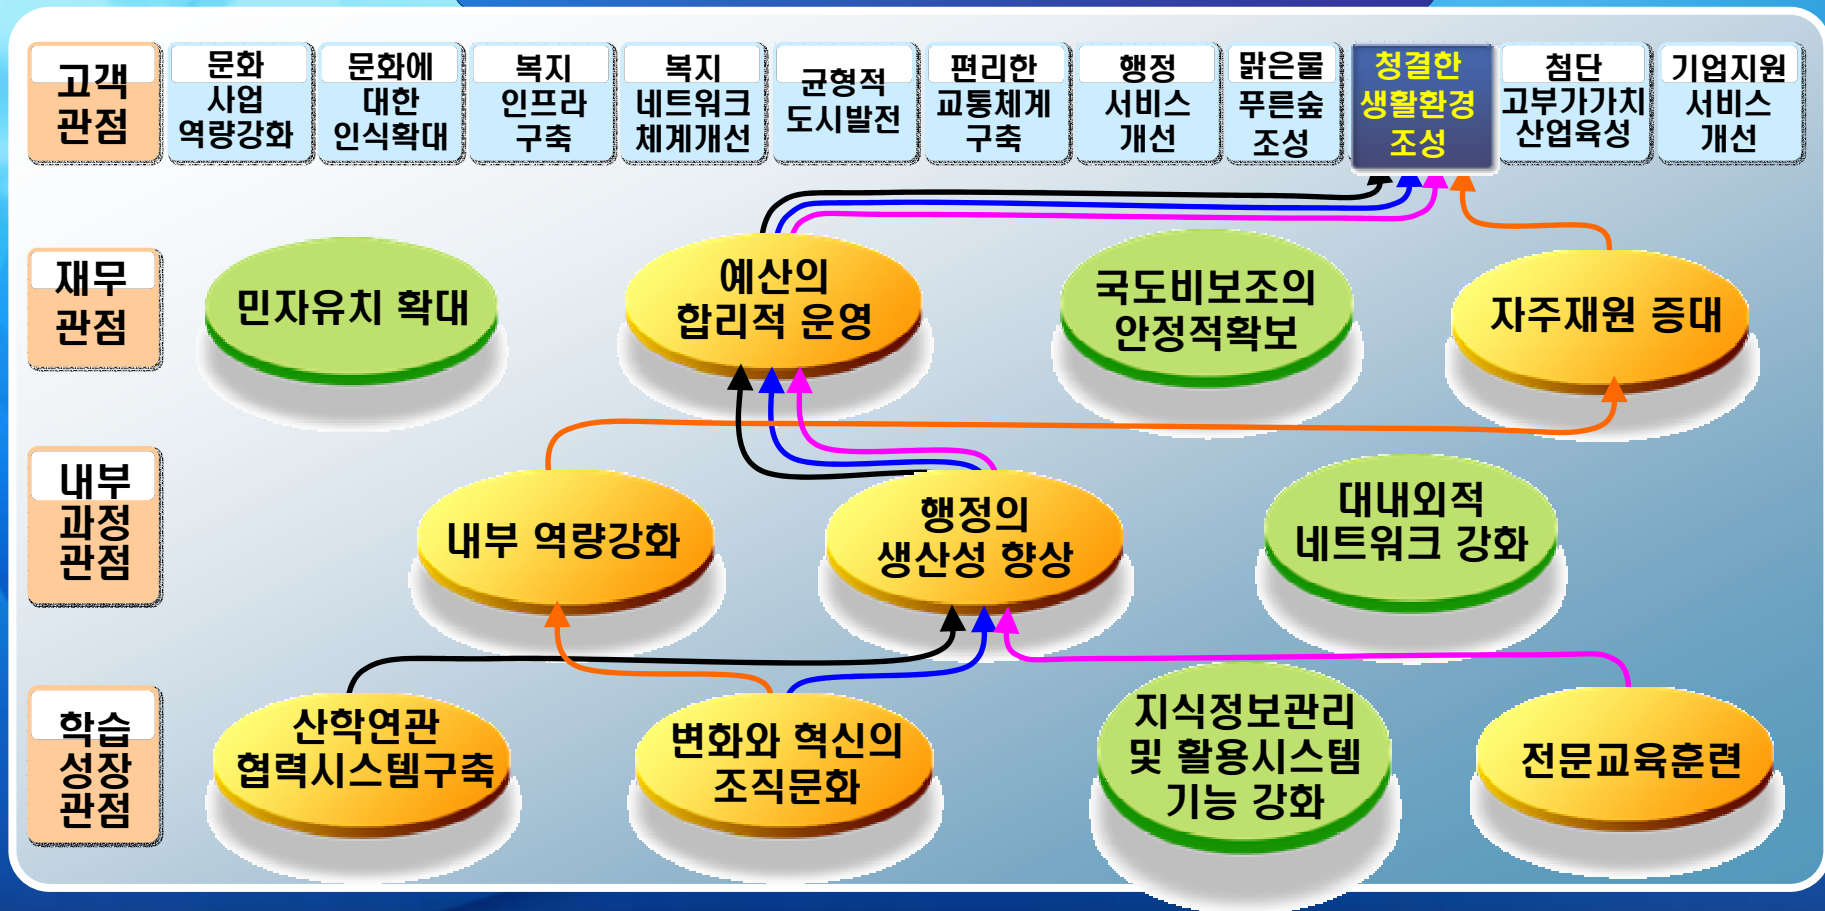 고객
관점
문화
사업
역량강화
문화에
대한
인식확대
복지
인프라
구축
복지
네트워크
체계개선
균형적
도시발전
편리한
교통체계
구축
행정
서비스
개선
맑은물
푸른숲
조성
청결한
생활환경
조성
첨단
고부가가치
산업육성
기업지원
서비스
개선
재무
관점
민자유치 확대
예산의
합리적 운영
국도비보조의
안정적확보
자주재원 증대
내부
과정
관점
내부 역량강화
행정의
생산성 향상
대내외적
네트워크 강화
학습
성장
관점
산학연관
협력시스템구축
변화와 혁신의
조직문화
지식정보관리
및 활용시스템
기능 강화
전문교육훈련